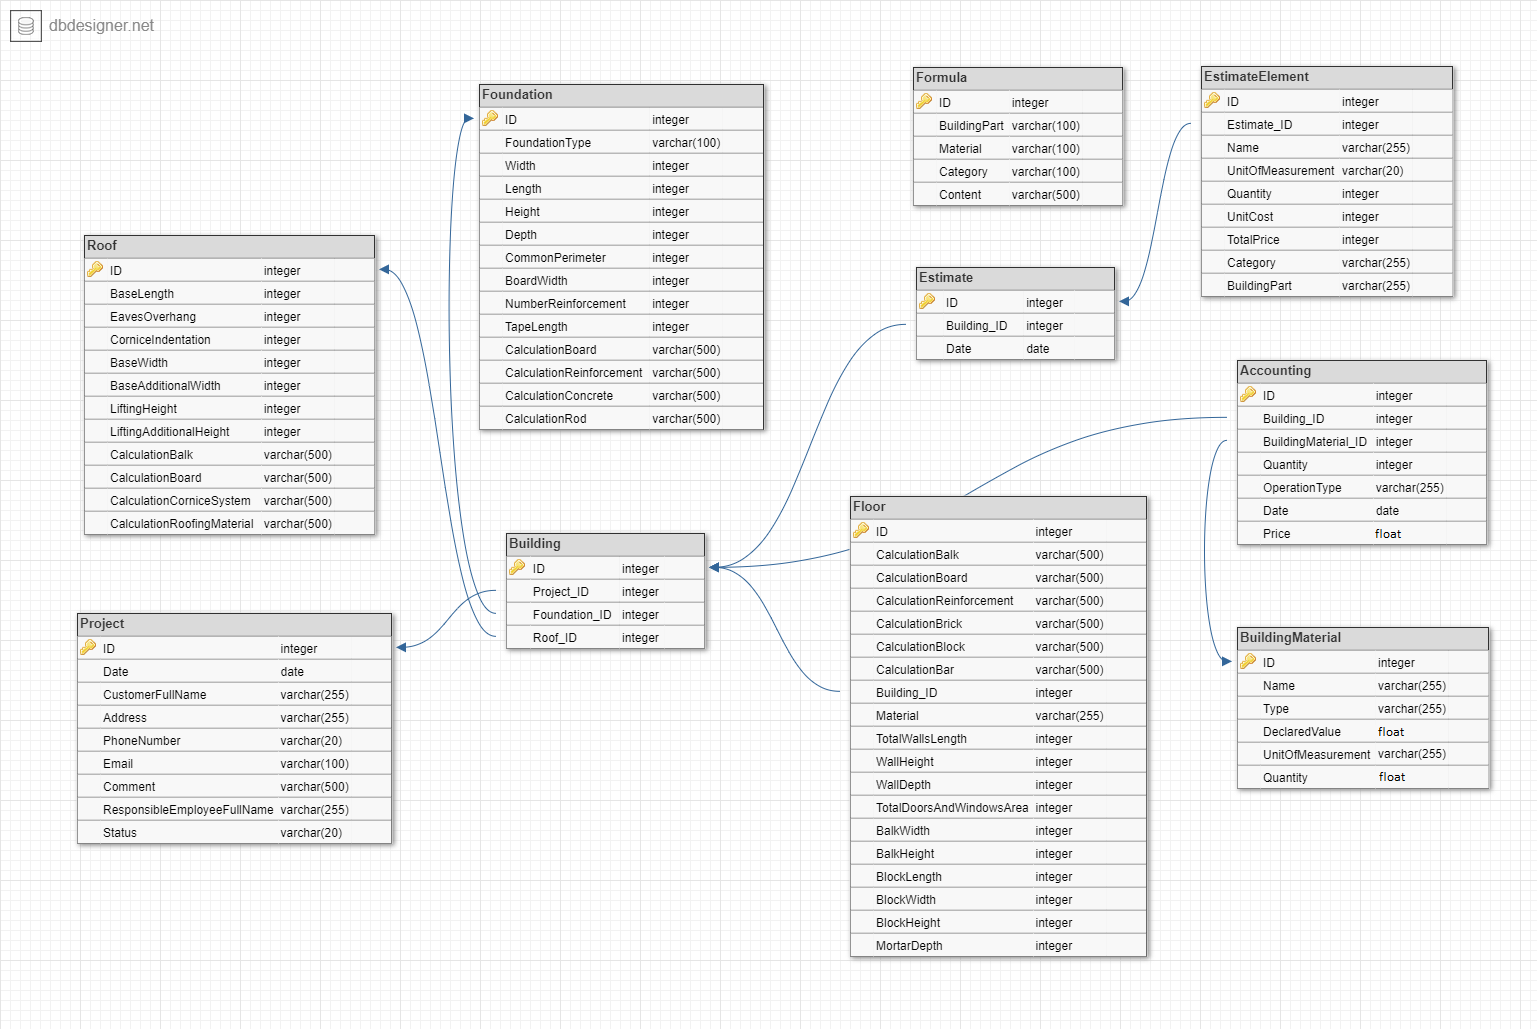 dbdesigner.net
Foundation
ID integer
FoundationType varchar(100)
Width integer
Length integer
Height integer
Depth integer
CommonPerimeter integer
BoardWidth integer
NumberReinforcement integer
TapeLength integer
CalculationBoard varchar(500)
CalculationReinforcement varchar(500)
CalculationConcrete varchar(500)
CalculationRod varchar(500)
Formula
ID integer
BuildingPart varchar(100)
Material varchar(100)
Category varchar(100)
Content varchar(500)
EstimateElement
ID integer
Estimate_ID integer
Name varchar(255)
UnitOfMeasurement varchar(20)
Quantity integer
UnitCost integer
TotalPrice integer
Category varchar(255)
BuildingPart varchar(255)
Roof
ID integer
BaseLength integer
EavesOverhang integer
CorniceIndentation integer
BaseWidth integer
BaseAdditionalWidth integer
LiftingHeight integer
LiftingAdditionalHeight integer
CalculationBalk varchar(500)
CalculationBoard varchar(500)
CalculationCorniceSystem varchar(500)
CalculationRoofingMaterial varchar(500)
Estimate
ID integer
Building_ID integer
Date date
Accounting
ID integer
Building_ID integer
BuildingMaterial_ID integer
Quantity integer
OperationType varchar(255)
Date date
Price float
Building
ID integer
Project_ID integer
Foundation_ID integer
Roof_ID integer
Floor
ID integer
CalculationBalk varchar(500)
CalculationBoard varchar(500)
CalculationReinforcement varchar(500)
CalculationBrick varchar(500)
CalculationBlock varchar(500)
CalculationBar varchar(500)
Building_ID integer
Material varchar(255)
TotalWallsLength integer
WallHeight integer
WallDepth integer
TotalDoorsAndWindowsArea integer
BalkWidth integer
BalkHeight integer
BlockLength integer
BlockWidth integer
BlockHeight integer
MortarDepth integer
Project
ID integer
Date date
CustomerFullName varchar(255)
Address varchar(255)
PhoneNumber varchar(20)
Email varchar(100)
Comment varchar(500)
ResponsibleEmployeeFullName varchar(255)
Status varchar(20)
BuildingMaterial
ID integer
Name varchar(255)
Type varchar(255)
DeclaredValue float
UnitOfMeasurement varchar(255)
Quantity float